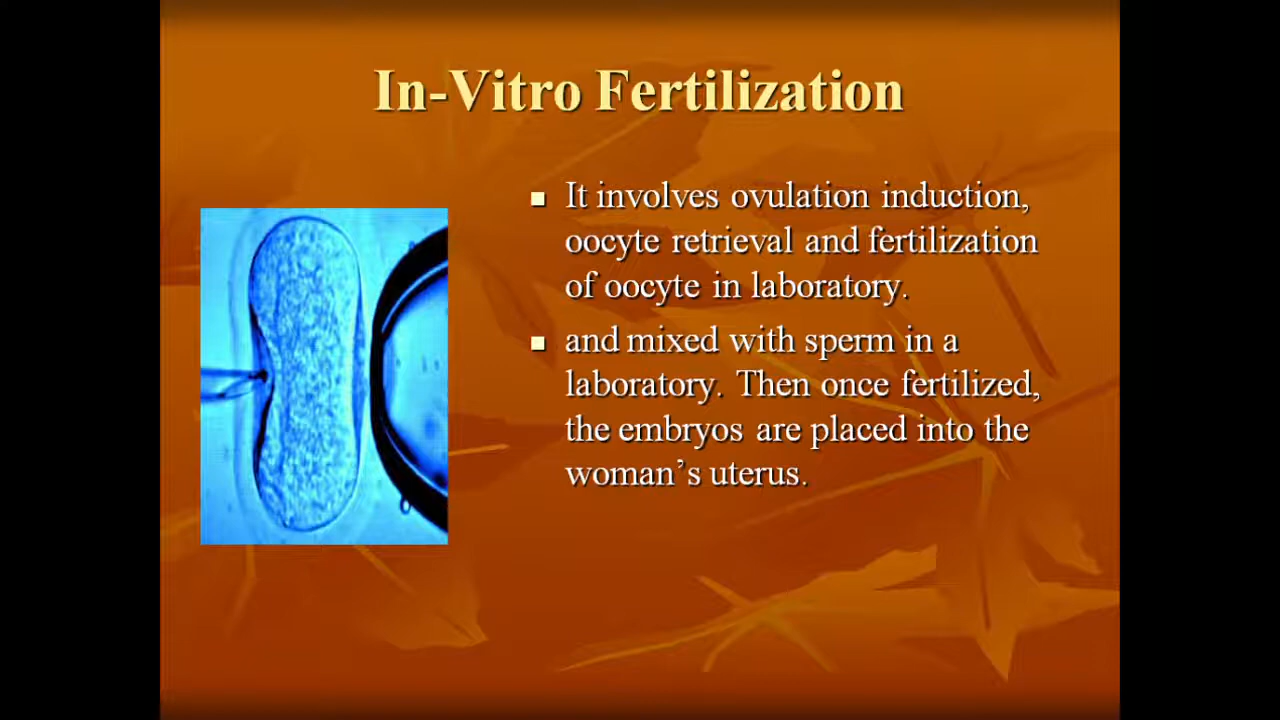 In-Vitro Fertilization
It involves ovulation induction,
oocyte retrieval and fertilization
of oocyte in laboratory.
and mixed with sperm in a
laboratory. Then once fertilized,
the embryos are placed into the
woman’s uterus.